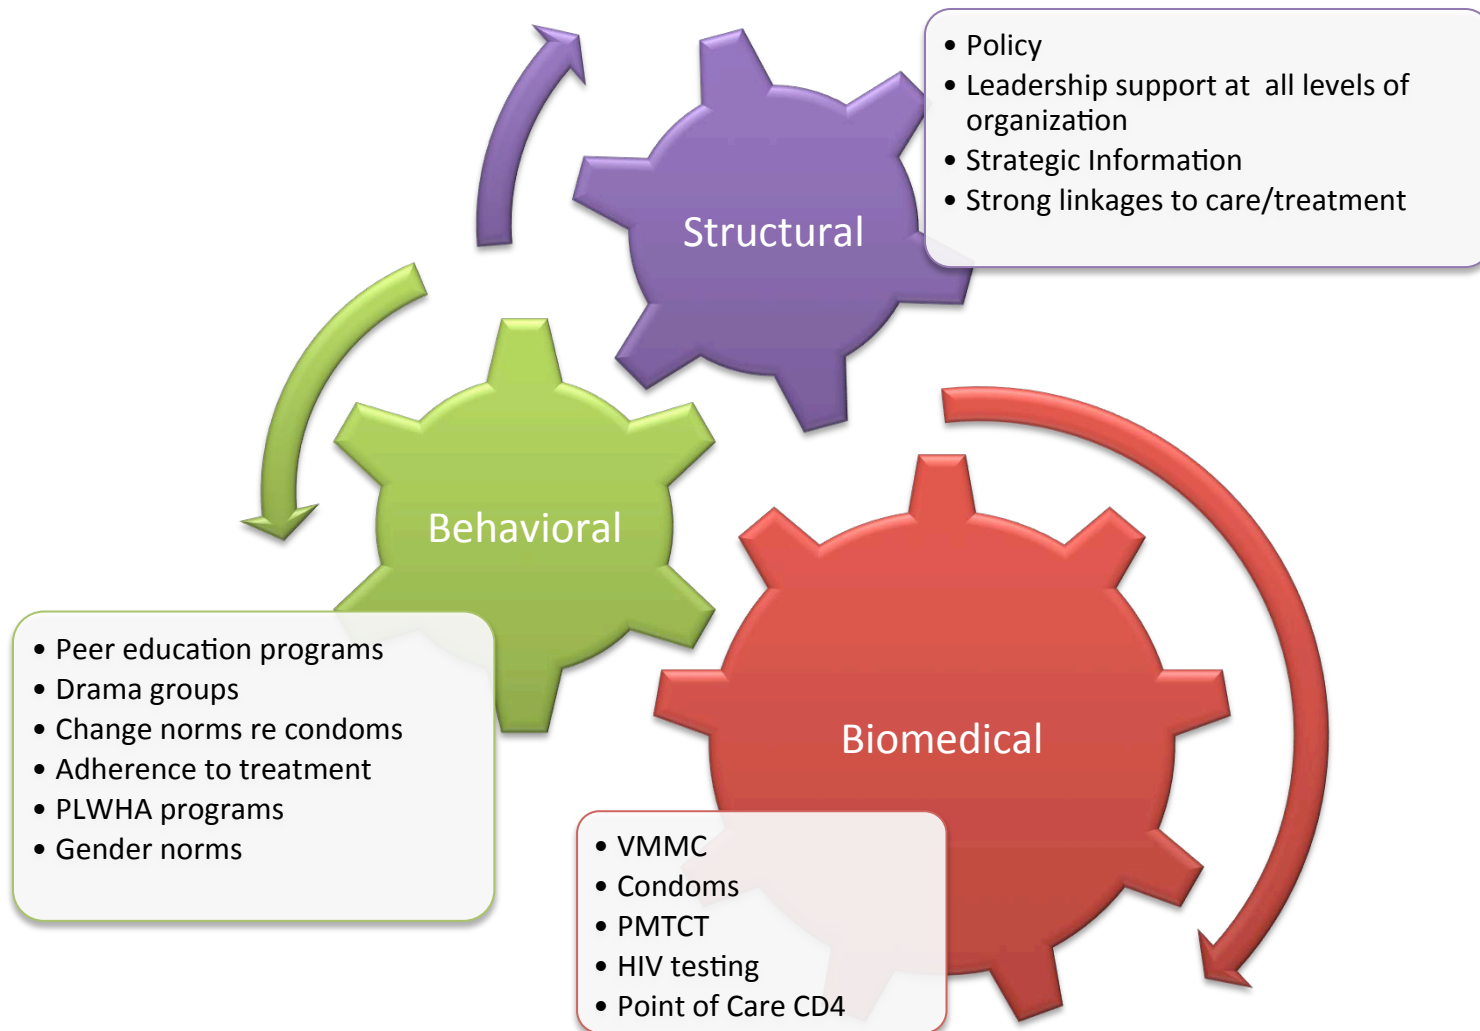 • Policy
• Leadership support at all levels of
organization
• Strategic Information
• Strong linkages to care/treatment
Structural
Behavioral
• Peer education programs
• Drama groups
• Change norms re condoms
• Adherence to treatment
• PLWHA programs
• Gender norms
Biomedical
• VMMC
• Condoms
• PMTCT
• HIV testing
• Point of Care CD4